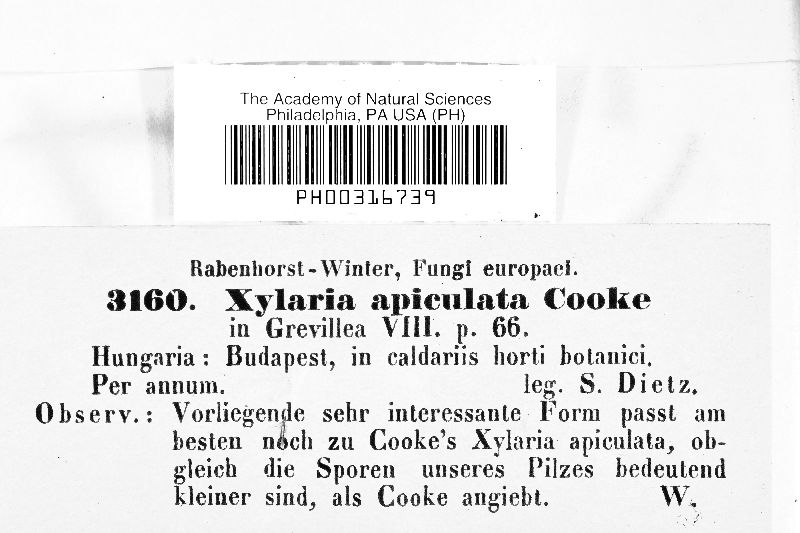 The Academy of Natural Sciences
Philadelphia, PA USA (PH)
PH00316739
Rabenhorst-Winter, Fungi europaei.
3160. Xylaria apiculata Cooke
in Grevillea VIII. p. 66.
Hungaria: Budapest, in caldariis horti botanici.
Per annum. leg. S. Dietz.
Observ.: Vorliegende sehr interessante Form passt am
besten noch zu Cooke's Xylaria apiculata, ob-
gleich die Sporen unseres Pilzes bedeutend
kleiner sind, als Cooke angiebt. W.